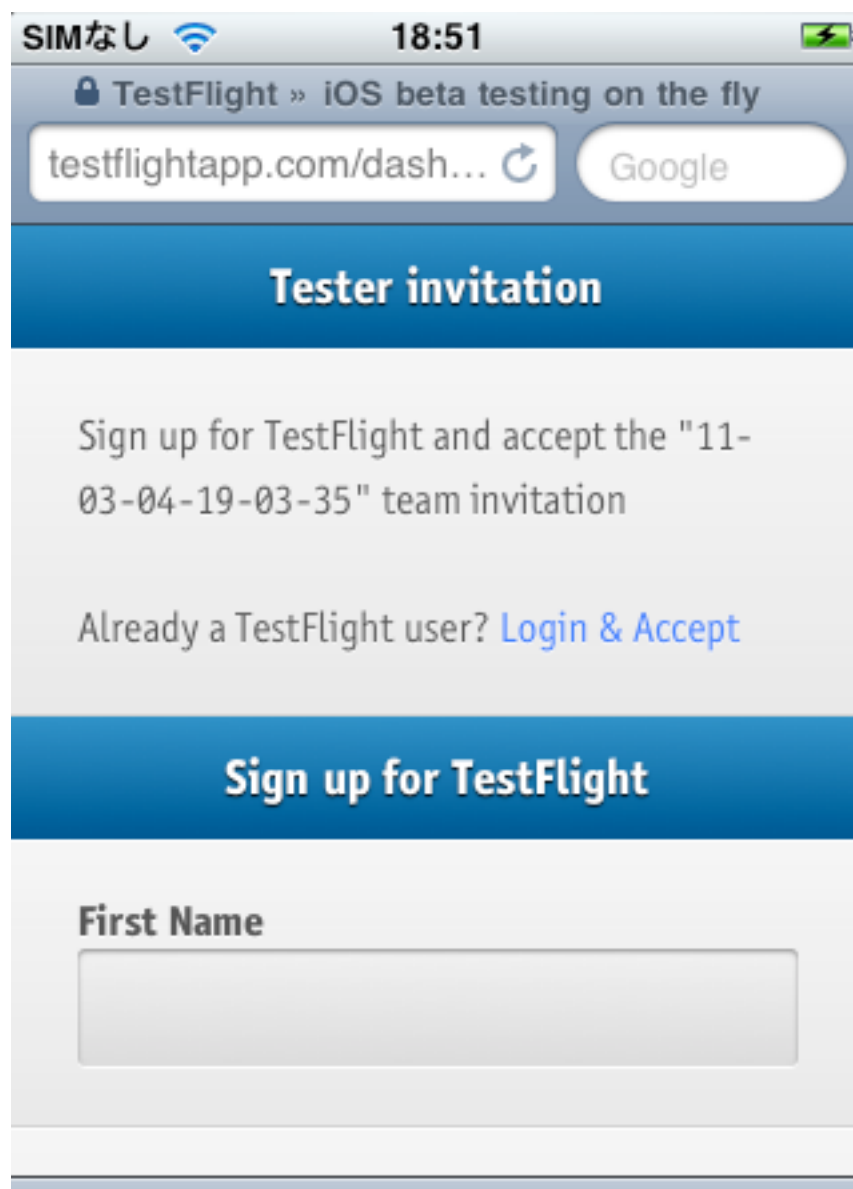 SIMなし 18:51
TestFlight » iOS beta testing on the fly
testflightapp.com/dash... Google
Tester invitation
Sign up for TestFlight and accept the "11-
03-04-19-03-35" team invitation
Already a TestFlight user? Login & Accept
Sign up for TestFlight
First Name